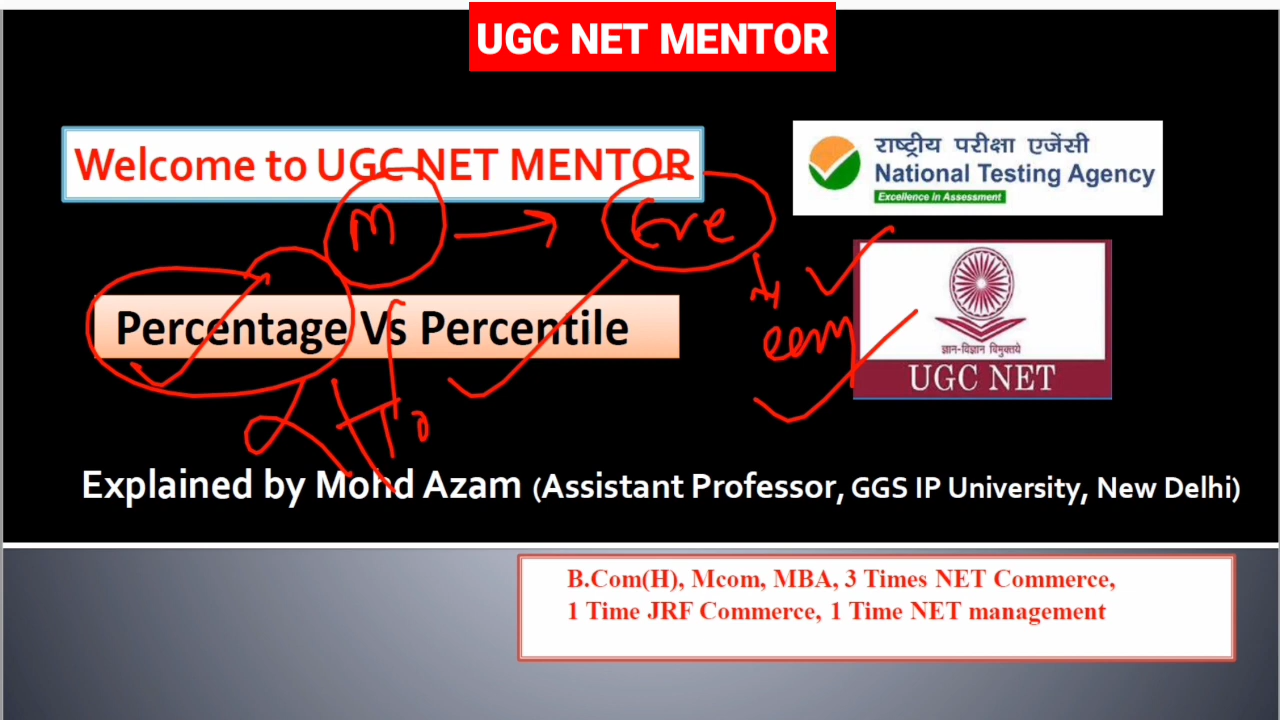 UGC NET MENTOR
Welcome to UGC NET MENTOR
राष्ट्रीय परीक्षा एजेंसी
National Testing Agency
Excellence in Assessment
M
Percentage Vs Percentile
ज्ञान-विज्ञान विमुक्तये
UGC NET
Explained by Mohd Azam (Assistant Professor, GGS IP University, New Delhi)
B.Com(H), Mcom, MBA, 3 Times NET Commerce,
1 Time JRF Commerce, 1 Time NET management